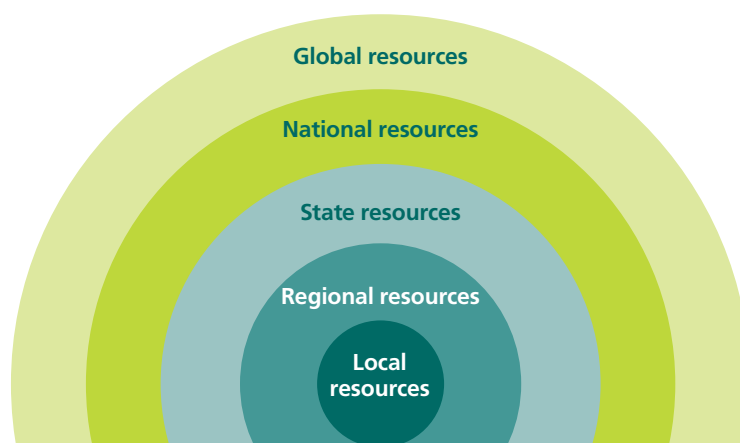 Global resources
National resources
State resources
Regional resources
Local
resources